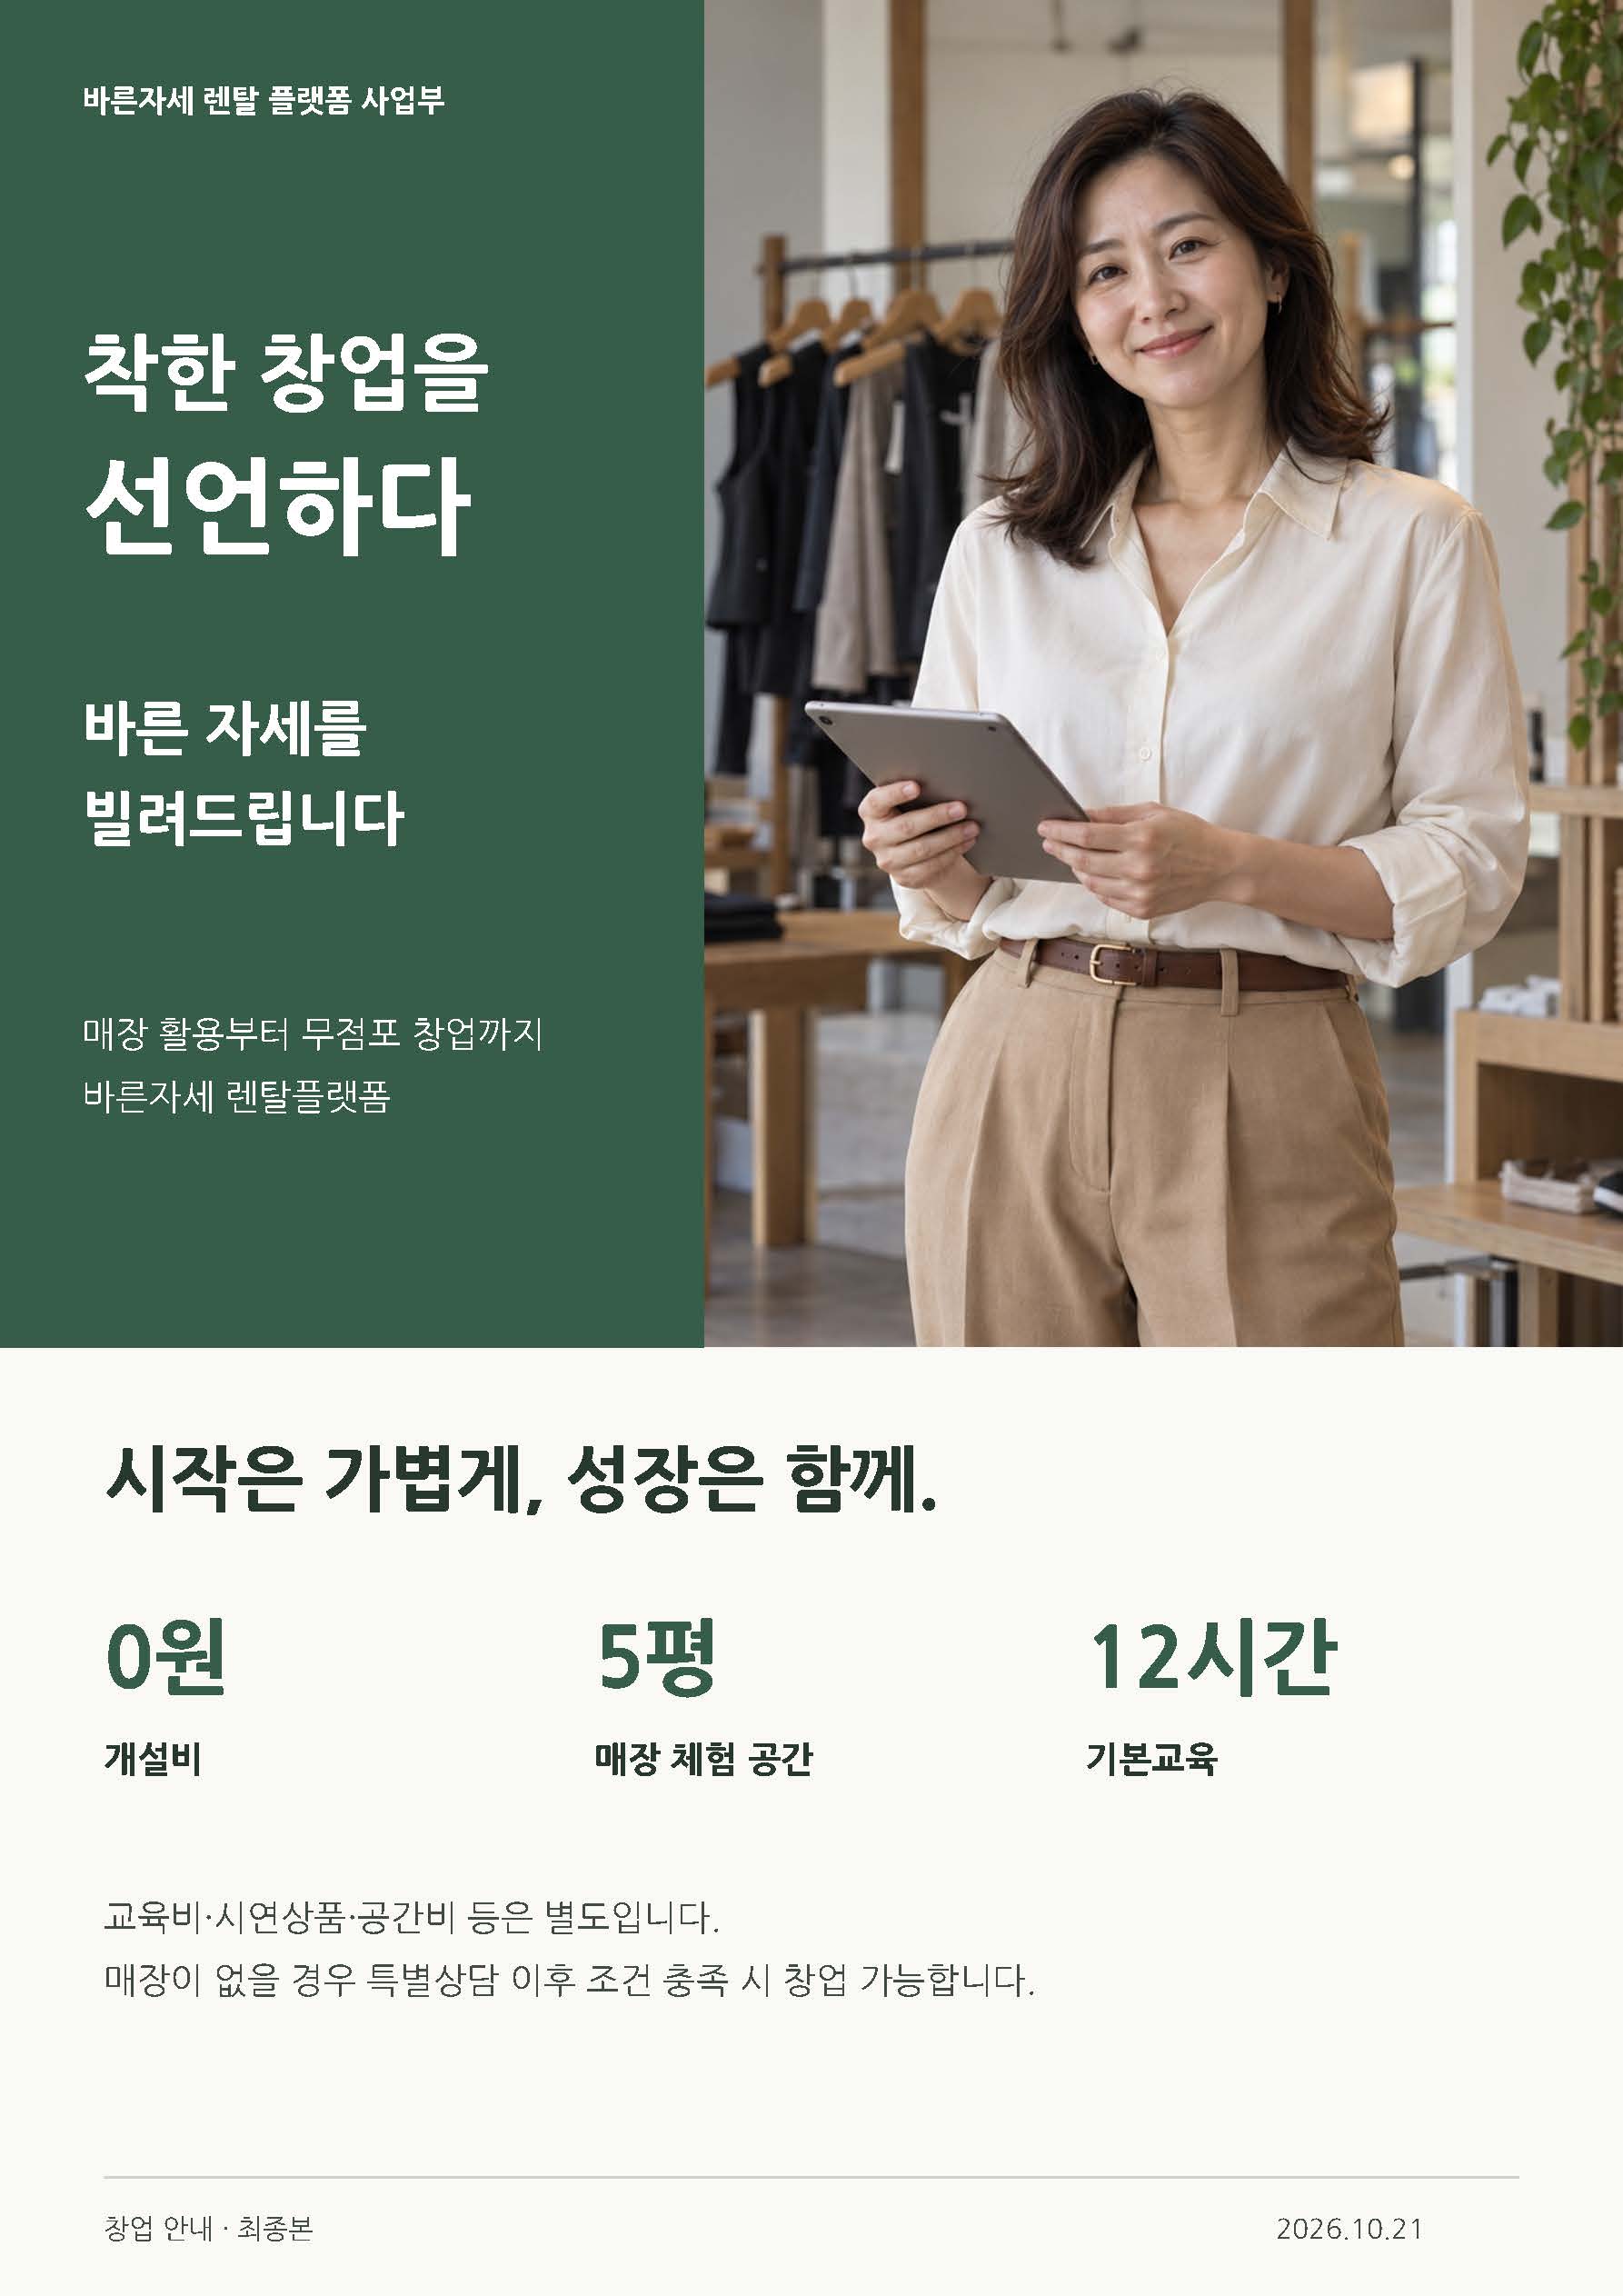 바른자세 렌탈 플랫폼 사업부
착한 창업을
선언하다
바른 자세를
빌려드립니다
매장 활용부터 무점포 창업까지
바른자세 렌탈플랫폼
시작은 가볍게, 성장은 함께.
0원
개설비
5평
매장 체험 공간
12시간
기본교육
교육비·시연상품·공간비 등은 별도입니다.
매장이 없을 경우 특별상담 이후 조건 충족 시 창업 가능합니다.
창업 안내 · 최종본
2026.10.21